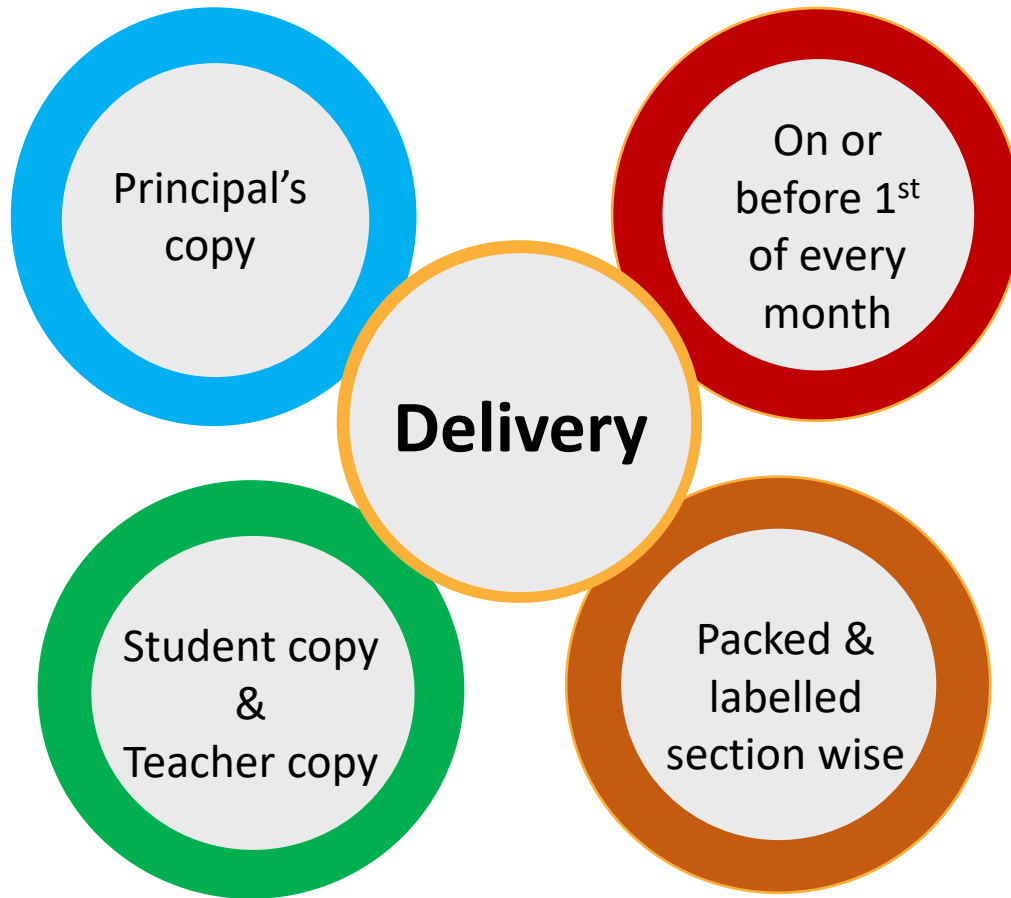 Principal’s
copy
On or
before 1st
of every
month
Delivery
Student copy
&
Teacher copy
Packed &
labelled
section wise